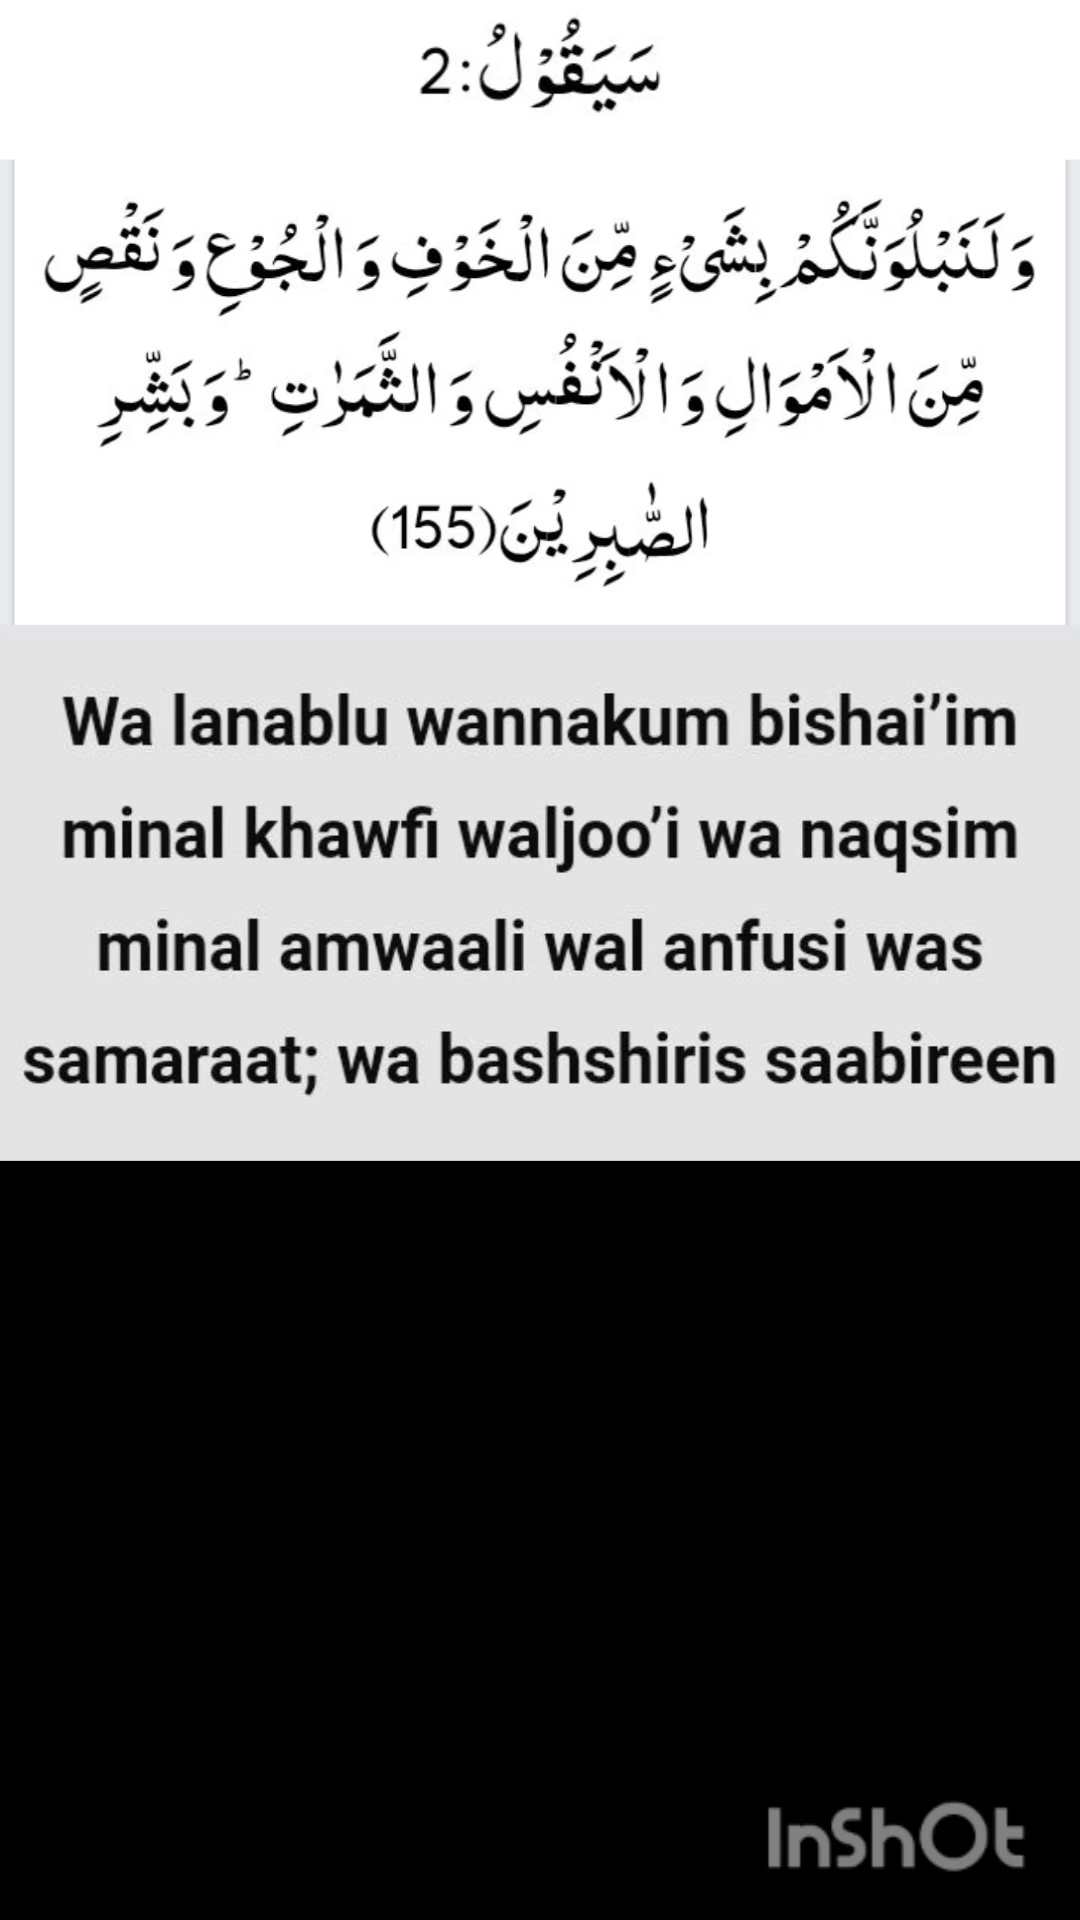 سَيَقُوْلُ:2
وَ لَنَبْلُوَنَّكُمْ بِشَیْءٍ مِّنَ الْخَوْفِ وَ الْجُوْعِ وَ نَقْصٍ
مِّنَ الْاَمْوَالِ وَ الْاَنْفُسِ وَ الثَّمَرٰتِؕ وَ بَشِّرِ
الصّٰبِرِیْنَ(155)
Wa lanablu wannakum bishai’im
minal khawfi waljoo’i wa naqsim
minal amwaali wal anfusi was
samaraat; wa bashshiris saabireen
InShOt